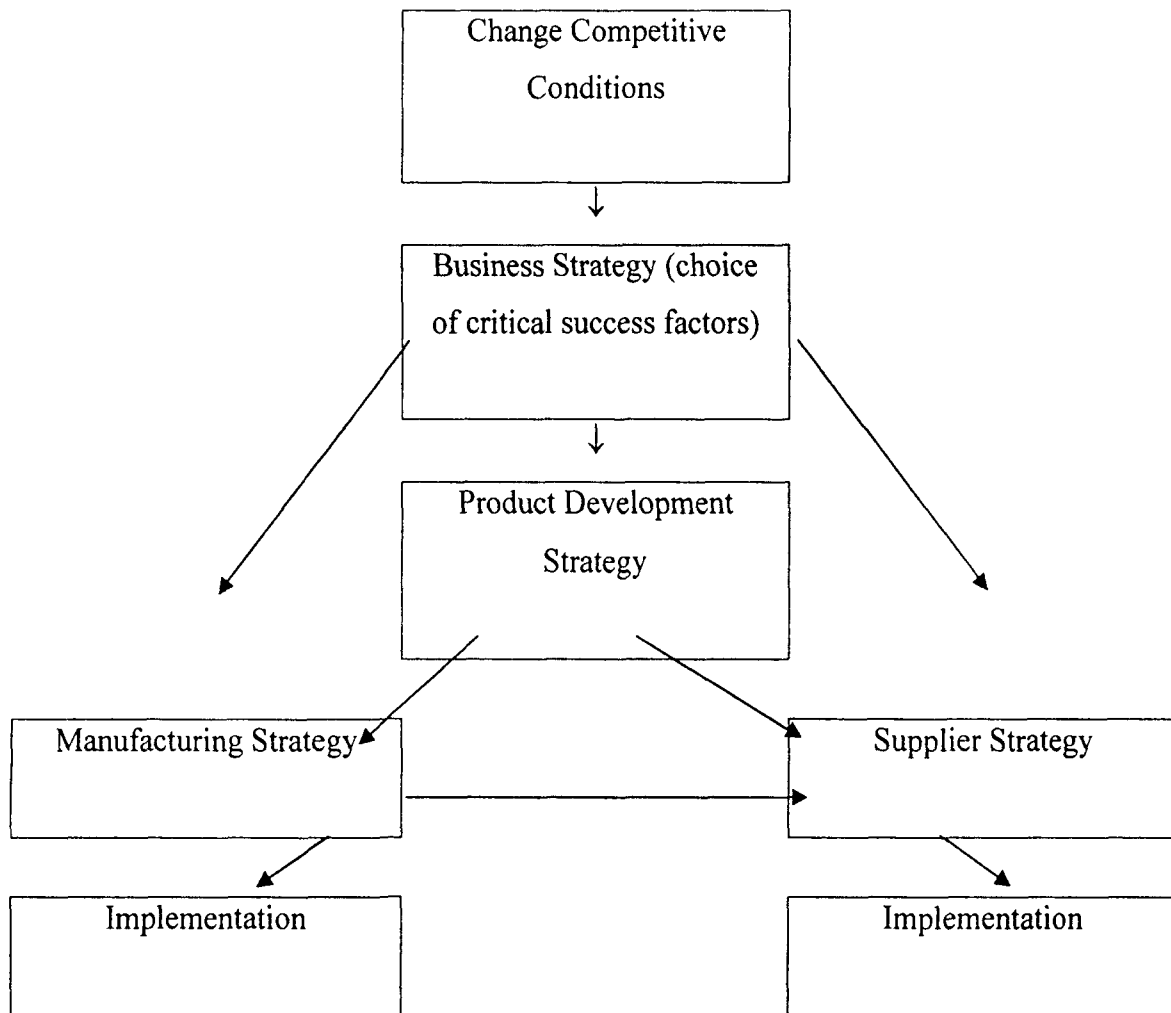 Change Competitive
Conditions
Business Strategy (choice
of critical success factors)
Product Development
Strategy
Manufacturing Strategy
Supplier Strategy
Implementation
Implementation